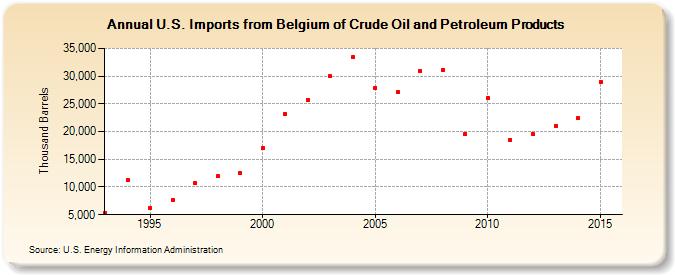 Annual U.S. Imports from Belgium of Crude Oil and Petroleum Products
Thousand Barrels
35,000
30,000
25,000
20,000
15,000
10,000
5,000
1995 2000 2005 2010 2015
Source: U.S. Energy Information Administration